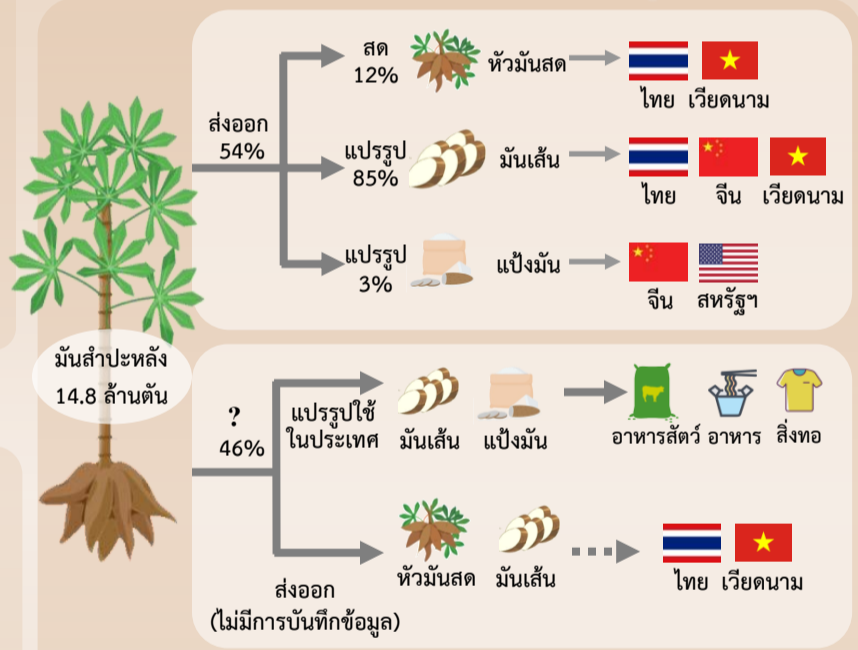 มันสำปะหลัง
14.8 ล้านตัน
ส่งออก
54%
สด
12%
หัวมันสด
ไทย เวียดนาม
แปรรูป
85%
มันเส้น
ไทย จีน เวียดนาม
แปรรูป
3%
แป้งมัน
จีน สหรัฐฯ
?
46%
แปรรูปใช้
ในประเทศ
มันเส้น แป้งมัน
อาหารสัตว์ อาหาร สิ่งทอ
ส่งออก
(ไม่มีการบันทึกข้อมูล)
หัวมันสด มันเส้น
ไทย เวียดนาม